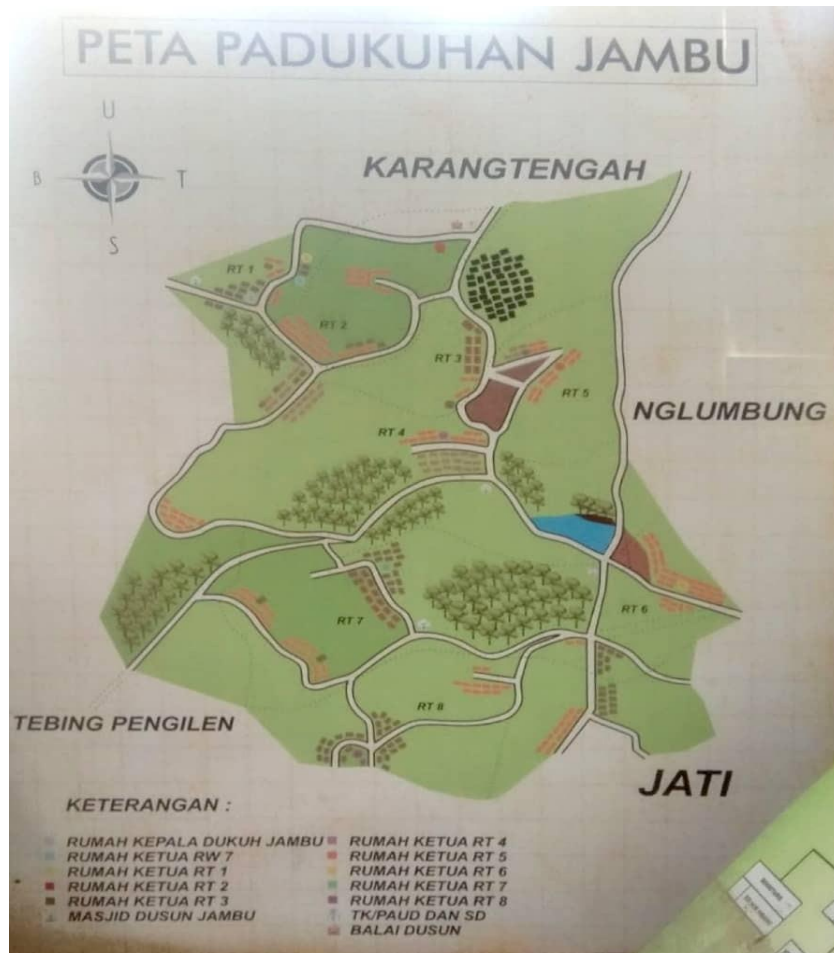 PETA PADUKUHAN JAMBU
U
B
T
S
KARANGTENGAH
RT 1
RT 2
RT 3
RT 5
NGLUMBUNG
RT 4
RT 6
RT 7
RT 8
TEBING PENGILEN
JATI
KETERANGAN :
RUMAH KEPALA DUKUH JAMBU
RUMAH KETUA RW 7
RUMAH KETUA RT 1
RUMAH KETUA RT 2
RUMAH KETUA RT 3
MASJID DUSUN JAMBU
RUMAH KETUA RT 4
RUMAH KETUA RT 5
RUMAH KETUA RT 6
RUMAH KETUA RT 7
RUMAH KETUA RT 8
TK/PAUD DAN SD
BALAI DUSUN